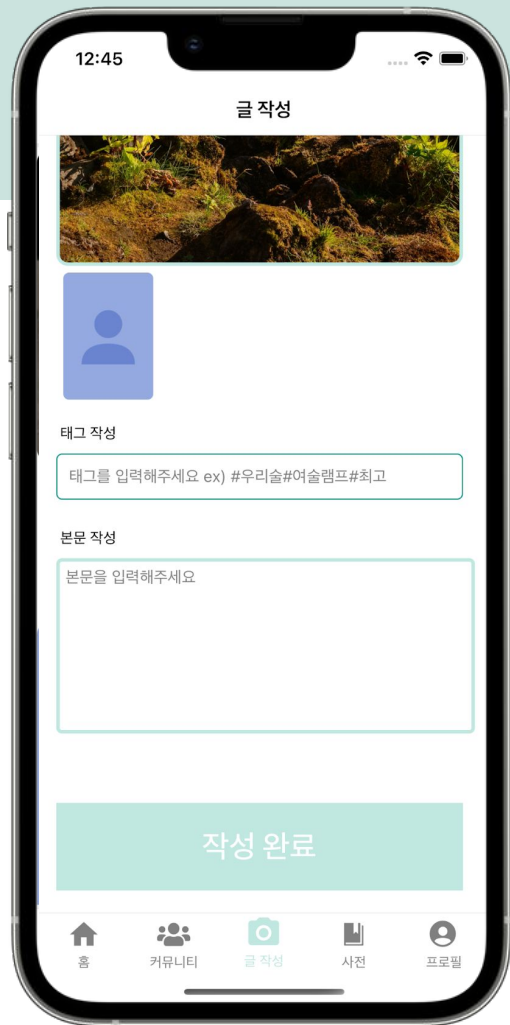 12:45
글 작성
태그 작성
태그를 입력해주세요 ex) #우리술#여술램프#최고
본문 작성
본문을 입력해주세요
작성 완료
홈
커뮤니티
글 작성
사전
프로필